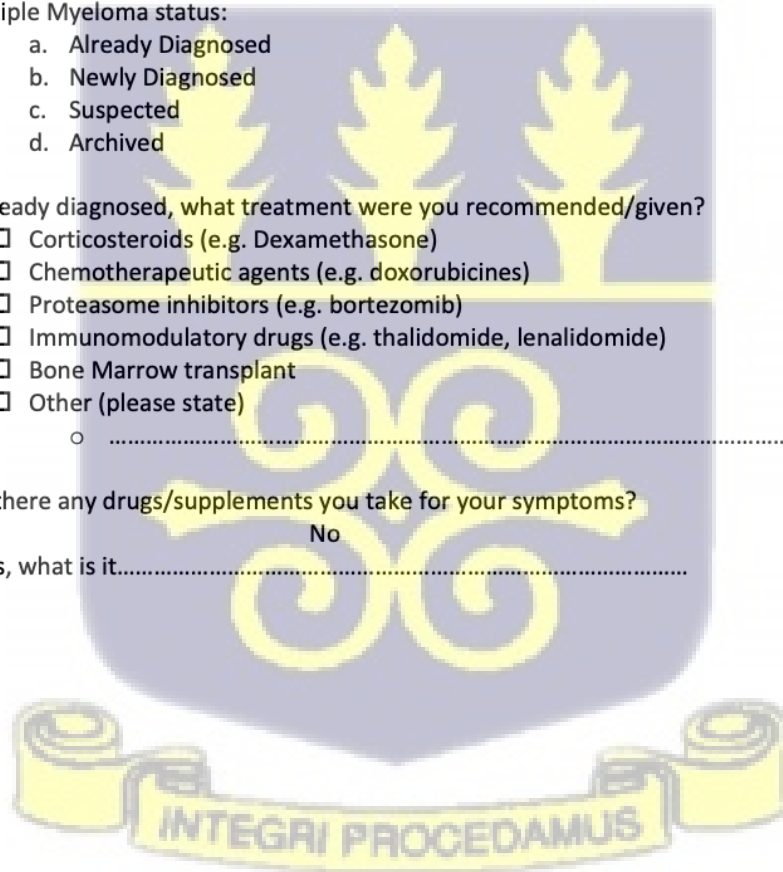 iple Myeloma status:
a. Already Diagnosed
b. Newly Diagnosed
c. Suspected
d. Archived
eady diagnosed, what treatment were you recommended/given?
Corticosteroids (e.g. Dexamethasone)
Chemotherapeutic agents (e.g. doxorubicines)
Proteasome inhibitors (e.g. bortezomib)
Immunomodulatory drugs (e.g. thalidomide, lenalidomide)
Bone Marrow transplant
Other (please state)
o ................................................................................................
there any drugs/supplements you take for your symptoms?
No
s, what is it................................................................................
INTEGRI PROCEDAMUS